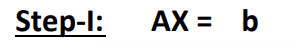 Step-I: AX = b